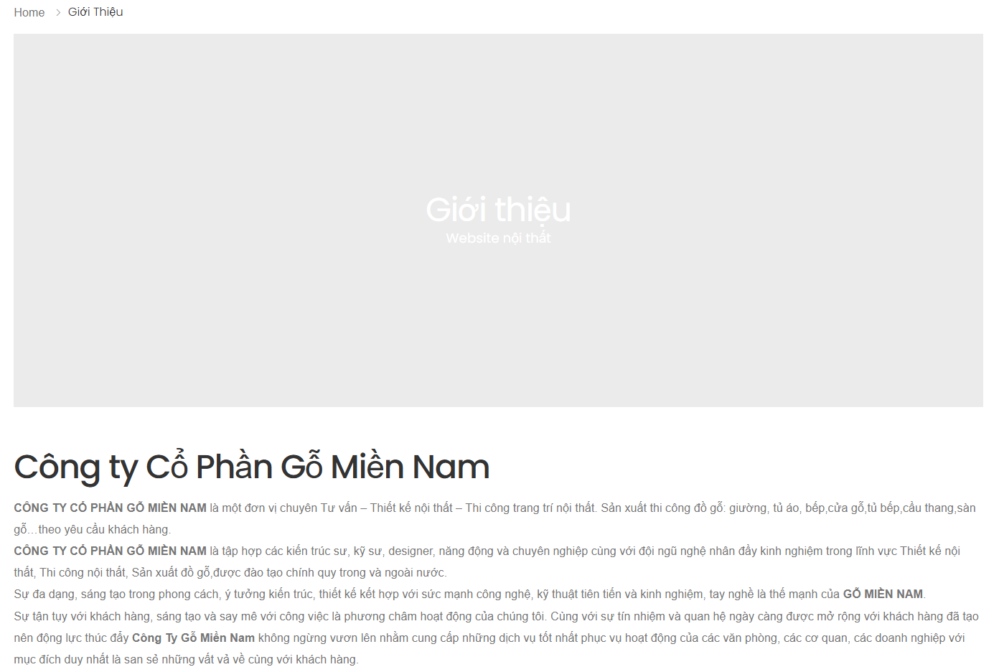 Home > Giới Thiệu
Giới thiệu
Website nội thất
Công ty Cổ Phần Gỗ Miền Nam
CÔNG TY CỔ PHẦN GỖ MIỀN NAM là một đơn vị chuyên Tư vấn – Thiết kế nội thất – Thi công trang trí nội thất. Sản xuất thi công đồ gỗ: giường, tủ áo, bếp,cửa gỗ,tủ bếp,cầu thang,sàn
gỗ…theo yêu cầu khách hàng.
CÔNG TY CỔ PHẦN GỖ MIỀN NAM là tập hợp các kiến trúc sư, kỹ sư, designer, năng động và chuyên nghiệp cùng với đội ngũ nghệ nhân đầy kinh nghiệm trong lĩnh vực Thiết kế nội
thất, Thi công nội thất, Sản xuất đồ gỗ,được đào tạo chính quy trong và ngoài nước.
Sự đa dạng, sáng tạo trong phong cách, ý tưởng kiến trúc, thiết kế kết hợp với sức mạnh công nghệ, kỹ thuật tiên tiến và kinh nghiệm, tay nghề là thế mạnh của GỖ MIỀN NAM.
Sự tận tụy với khách hàng, sáng tạo và say mê với công việc là phương châm hoạt động của chúng tôi. Cùng với sự tín nhiệm và quan hệ ngày càng được mở rộng với khách hàng đã tạo
nên động lực thúc đẩy Công Ty Gỗ Miền Nam không ngừng vươn lên nhằm cung cấp những dịch vụ tốt nhất phục vụ hoạt động của các văn phòng, các cơ quan, các doanh nghiệp với
mục đích duy nhất là san sẻ những vất vả về cùng với khách hàng.